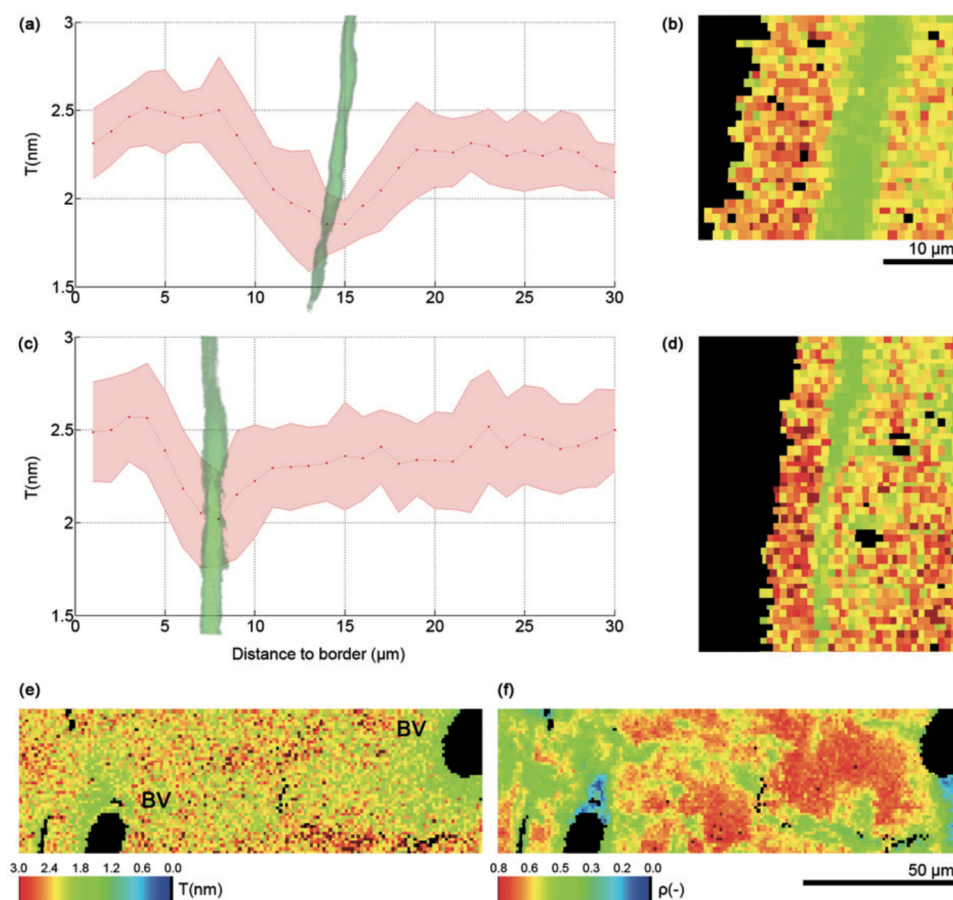 (a)
3
2.5
2
1.5
T(nm)
0 5 10 15 20 25 30
(b)
10 µm
(c)
3
2.5
2
1.5
T(nm)
0 5 10 15 20 25 30
Distance to border (µm)
(d)
(e)
BV
BV
3.0 2.4 1.8 1.2 0.6 0.0
T(nm)
(f)
BV
0.8 0.6 0.5 0.3 0.2 0.0
ρ(-)
50 µm